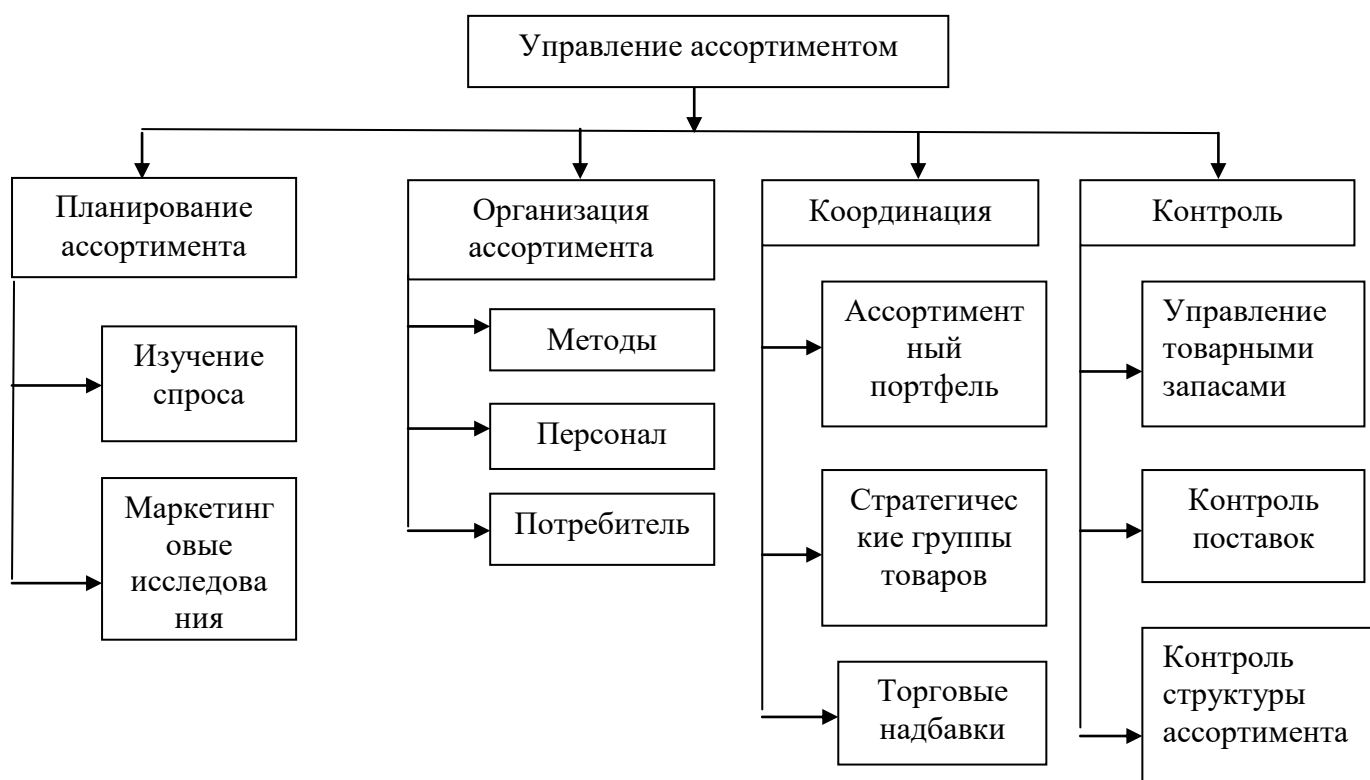 Управление ассортиментом
Планирование
ассортимента
Организация
ассортимента
Координация
Контроль
Изучение
спроса
Маркетинг
овые
исследова
ния
Методы
Персонал
Потребитель
Ассортимент
ный
портфель
Стратегичес
кие группы
товаров
Торговые
надбавки
Управление
товарными
запасами
Контроль
поставок
Контроль
структуры
ассортимента